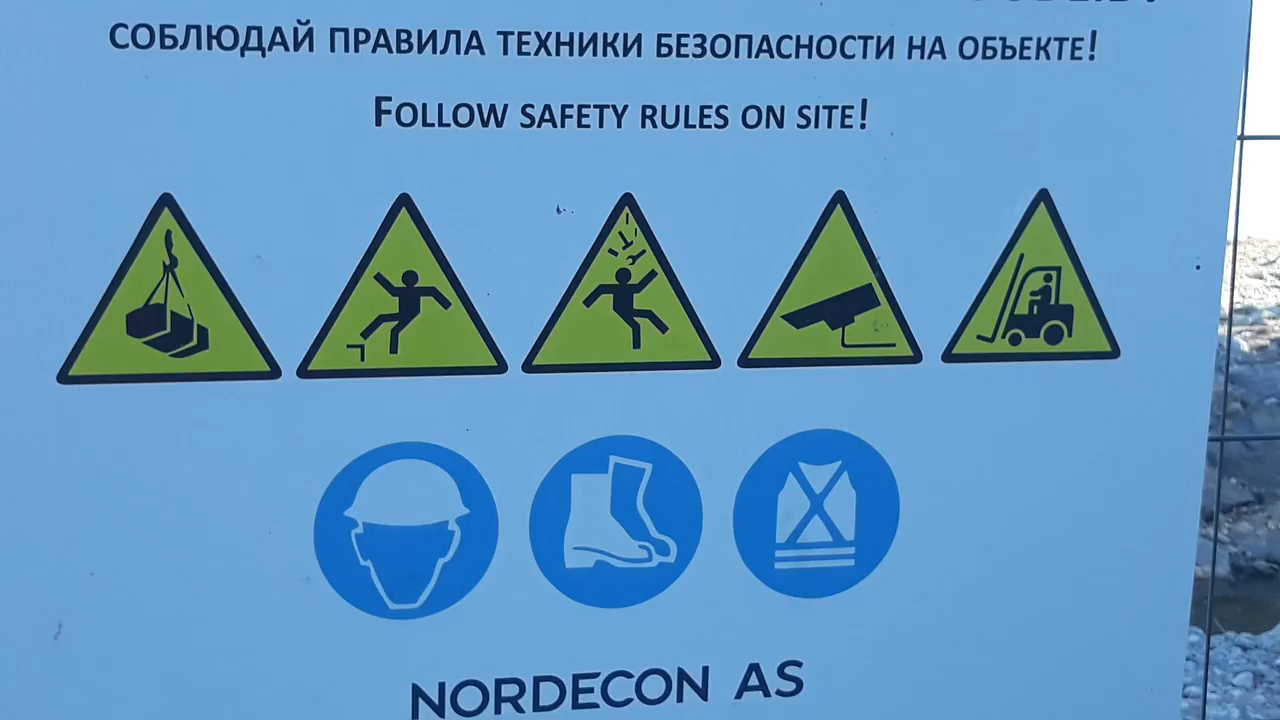 СОБЛЮДАЙ ПРАВИЛА ТЕХНИКИ БЕЗОПАСНОСТИ НА ОБЪЕКТЕ!
FOLLOW SAFETY RULES ON SITE!
NORDECON AS